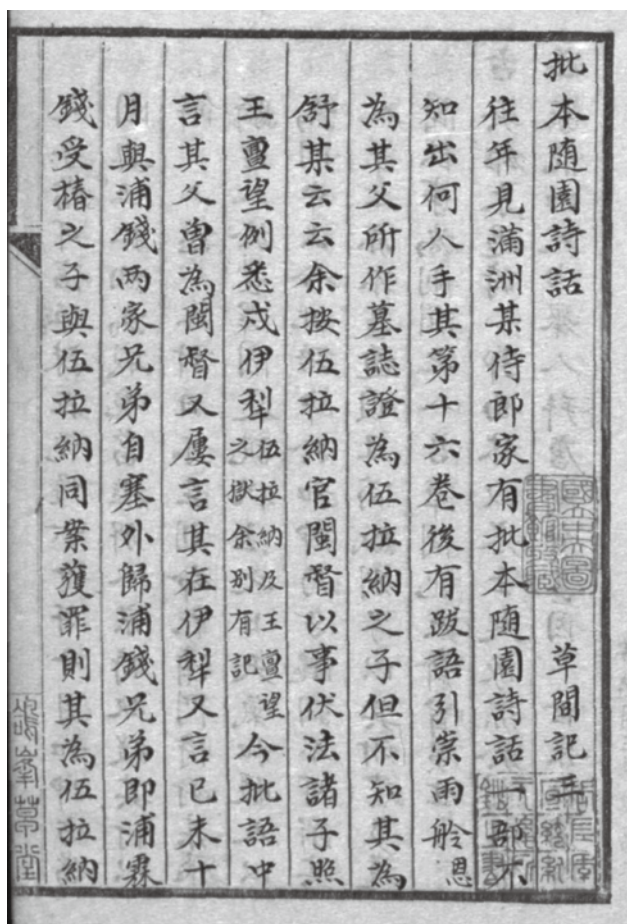 批本隨園詩話 草間記三
往年見滿洲某侍郎家有批本隨園詩話一部不
知出何人手其第十六卷後有跋語引崇雨舲恩
為其父所作墓誌證為伍拉納之子但不知其為
舒某云云余按伍拉納官閩督以事伏法諸子照
王亶望例悉戍伊犁伍拉納及王亶望之獄余別有記今批語中
言其父曾為閩督又屢言其在伊犁又言已未十
月與浦錢两家兄弟自塞外歸浦錢兄弟即浦霖
錢受椿之子與伍拉納同案獲罪則其為伍拉納